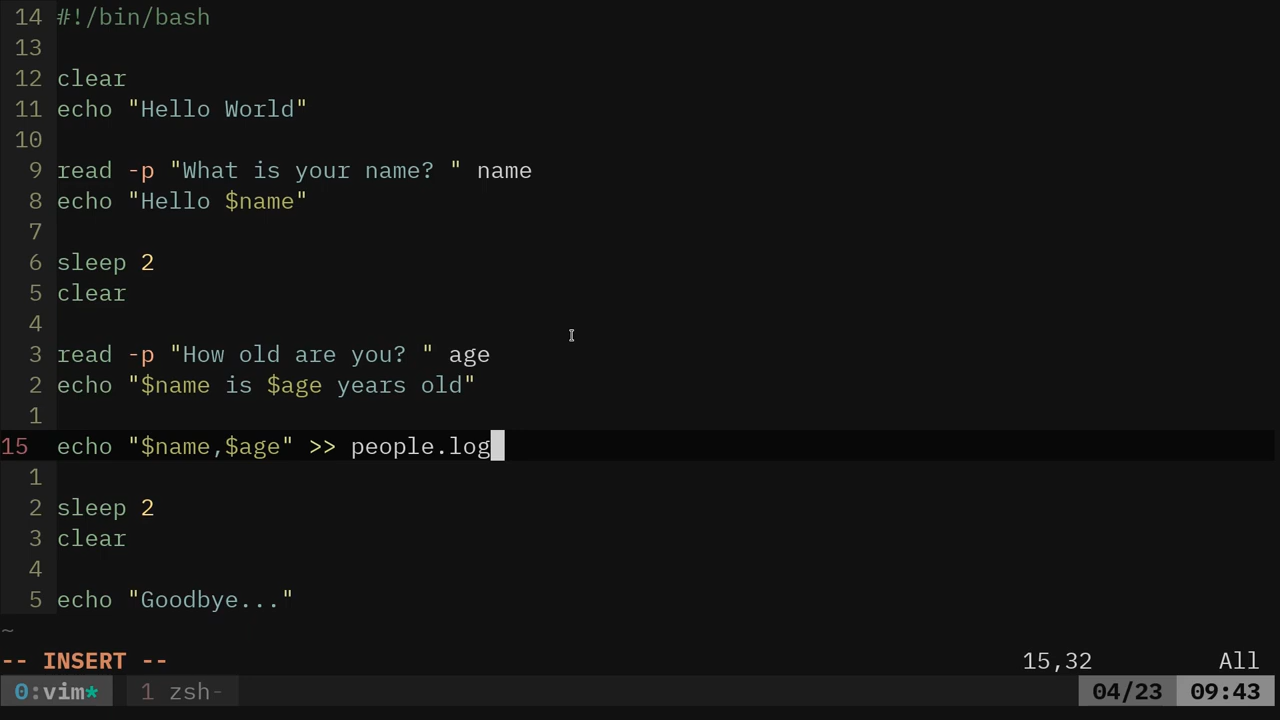 14 #!/bin/bash
13
12 clear
11 echo "Hello World"
10
9 read -p "What is your name? " name
8 echo "Hello $name"
7
6 sleep 2
5 clear
4
3 read -p "How old are you? " age
2 echo "$name is $age years old"
1
15 echo "$name,$age" >> people.log
1
2 sleep 2
3 clear
4
5 echo "Goodbye..."
~
-- INSERT -- 15,32 All
0:vim* 1 zsh- 04/23 09:43